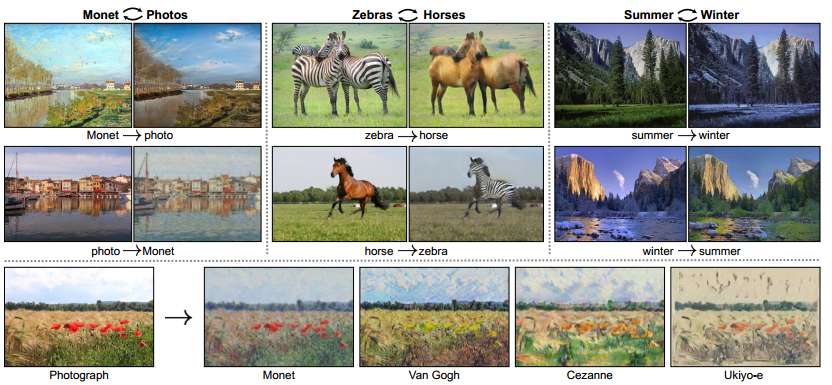 Monet Photos
Zebras Horses
Summer Winter
Monet → photo
zebra → horse
summer → winter
photo → Monet
horse → zebra
winter → summer
Photograph
Monet
Van Gogh
Cezanne
Ukiyo-e